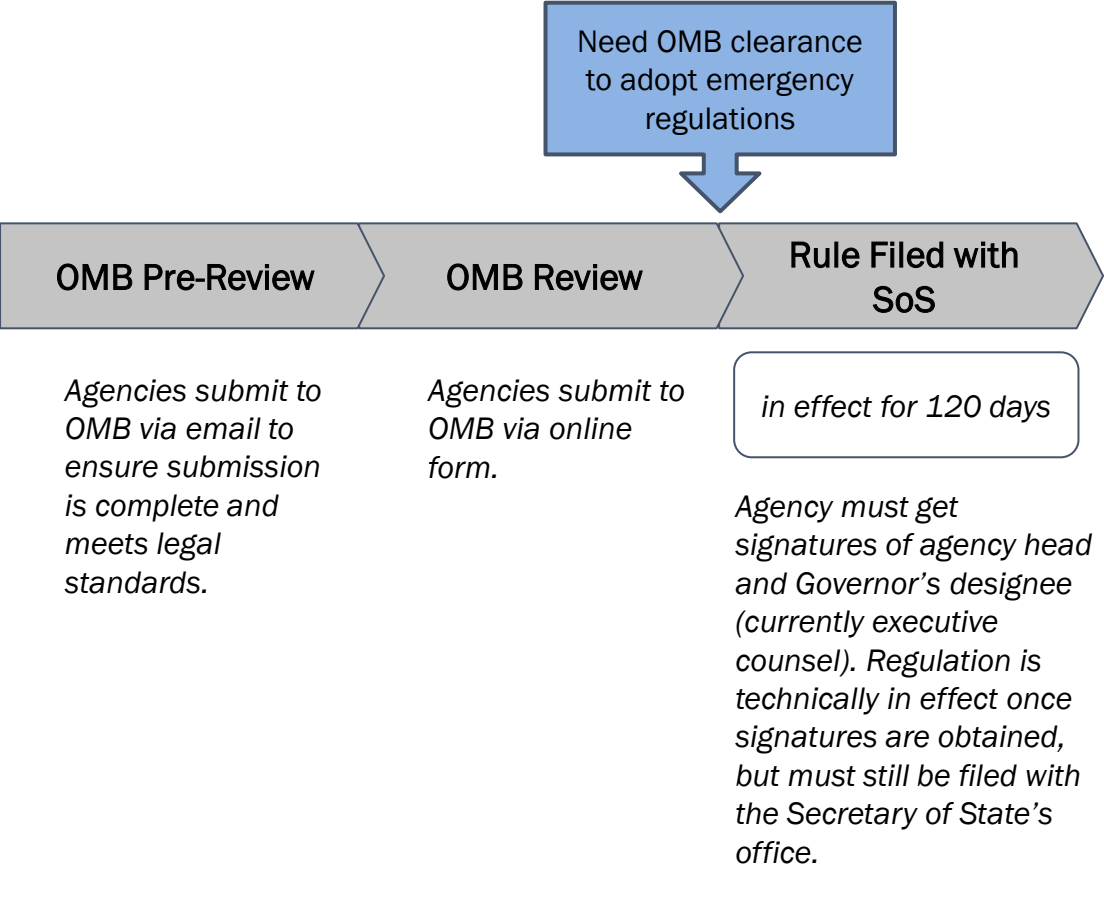 Need OMB clearance
to adopt emergency
regulations
OMB Pre-Review
OMB Review
Rule Filed with
SoS
Agencies submit to
OMB via email to
ensure submission
is complete and
meets legal
standards.
Agencies submit to
OMB via online
form.
in effect for 120 days
Agency must get
signatures of agency head
and Governor’s designee
(currently executive
counsel). Regulation is
technically in effect once
signatures are obtained,
but must still be filed with
the Secretary of State’s
office.